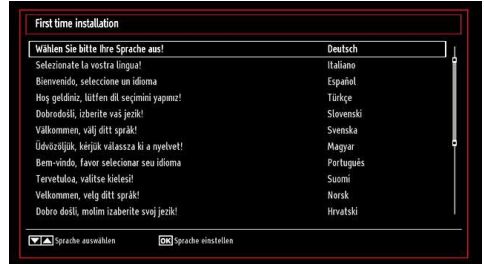 First time installation
Wählen Sie bitte Ihre Sprache aus! Deutsch
Selezionate la vostra lingua! Italiano
Bienvenido, seleccione un idioma Español
Hoş geldiniz, lütfen dil seçimini yapınız! Türkçe
Dobrodošli, izberite vaš jezik! Slovenski
Välkommen, välj ditt språk! Svenska
Üdvözöljük, kérjük válassza ki a nyelvet! Magyar
Bem-vindo, favor selecionar seu idioma Português
Tervetuloa, valitse kielesi! Suomi
Velkommen, velg ditt språk! Norsk
Dobro došli, molim izaberite svoj jezik! Hrvatski
Sprache auswählen OK Sprache einstellen